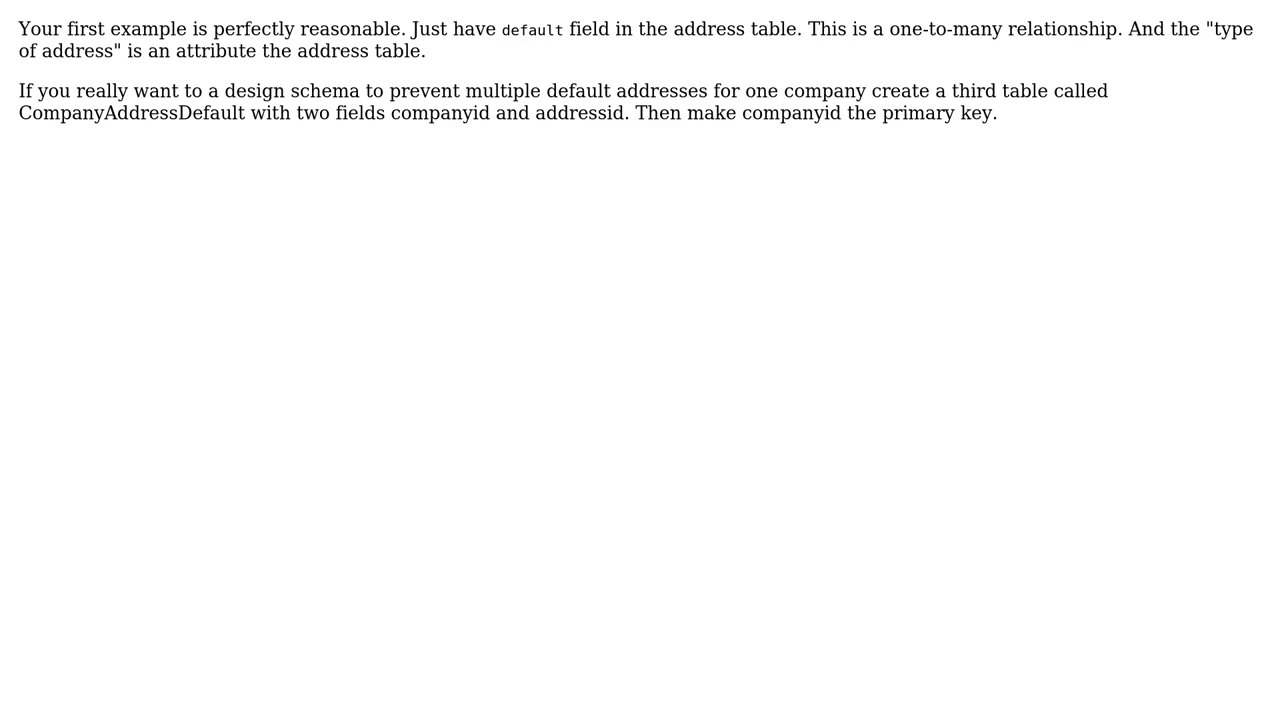 Your first example is perfectly reasonable. Just have default field in the address table. This is a one-to-many relationship. And the "type
of address" is an attribute the address table.
If you really want to a design schema to prevent multiple default addresses for one company create a third table called
CompanyAddressDefault with two fields companyid and addressid. Then make companyid the primary key.